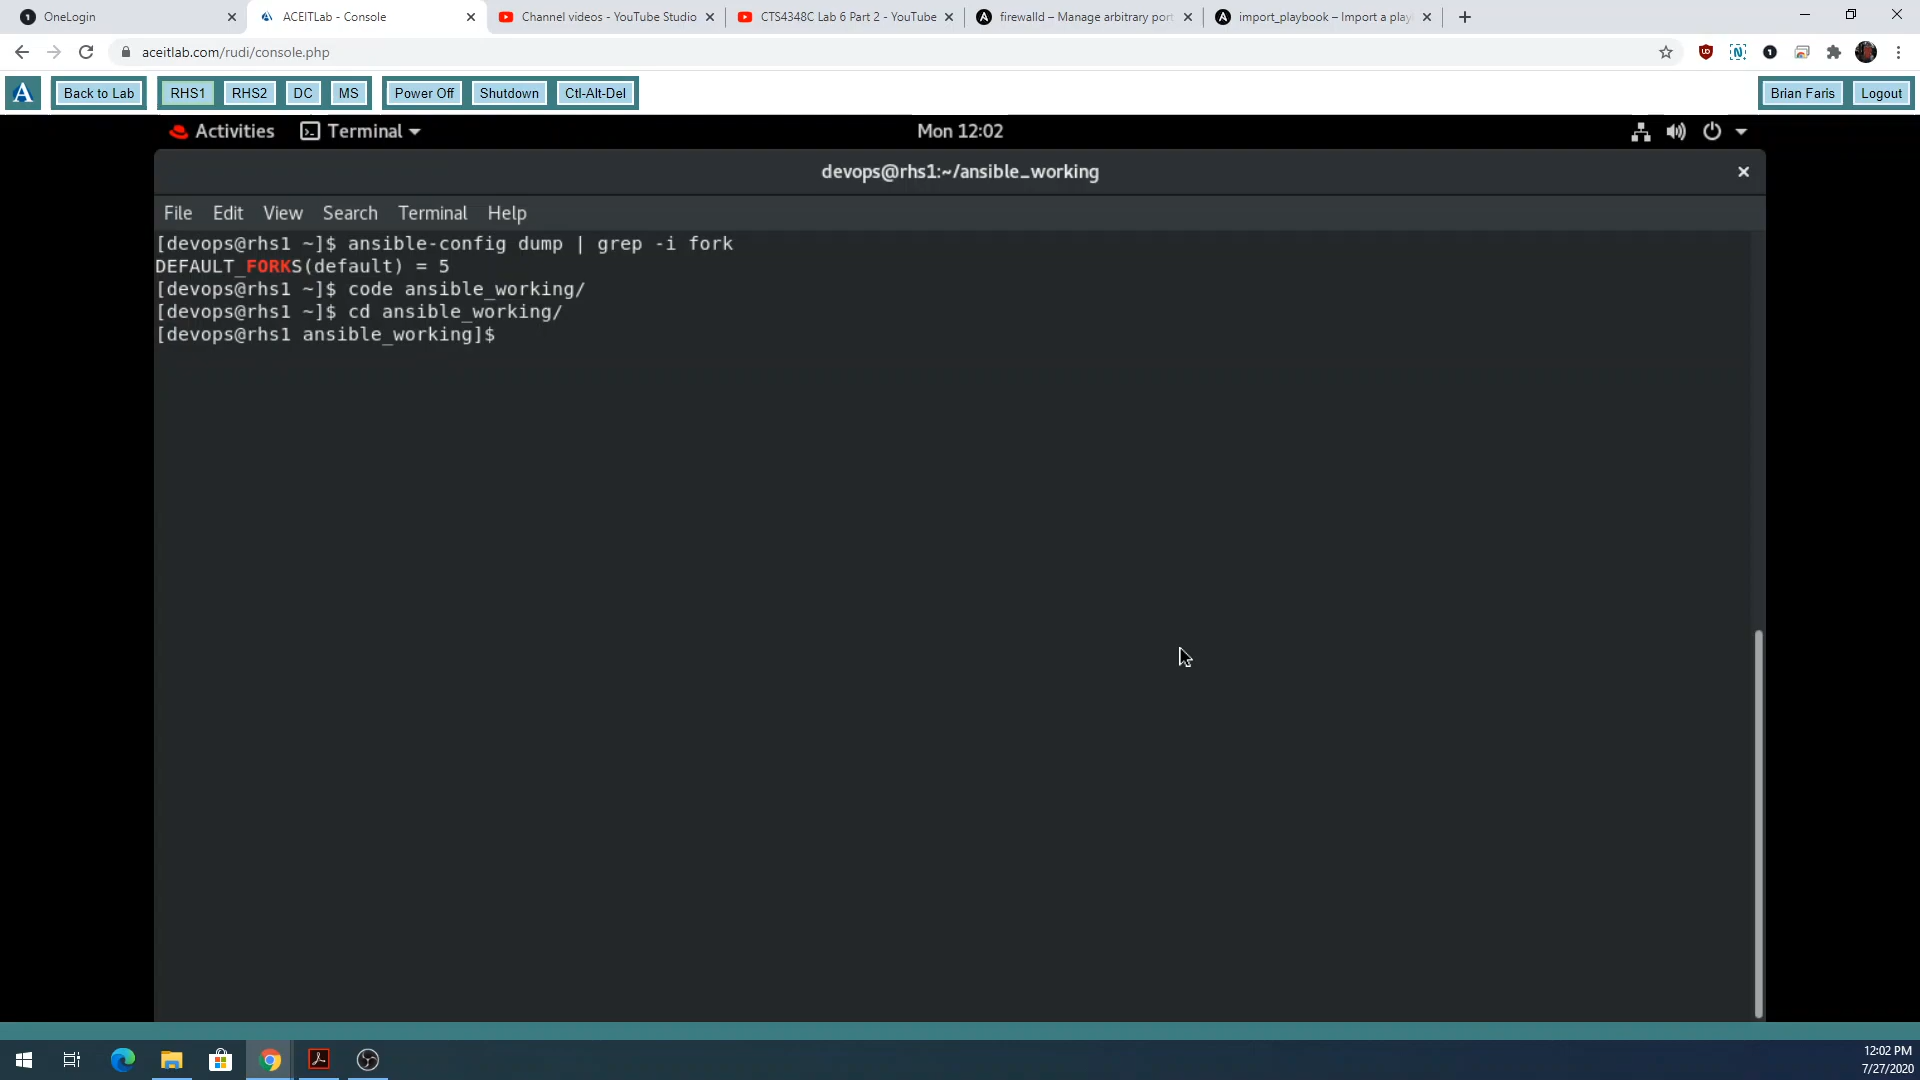 OneLogin
ACEITLab - Console
Channel videos - YouTube Studio
CTS4348C Lab 6 Part 2 - YouTube
firewalld – Manage arbitrary port
import_playbook – Import a play
aceitlab.com/rudi/console.php
Back to Lab
RHS1
RHS2
DC
MS
Power Off
Shutdown
Ctl-Alt-Del
Brian Faris
Logout
Activities
Terminal
Mon 12:02
devops@rhs1:~/ansible_working
File Edit View Search Terminal Help
[devops@rhs1 ~]$ ansible-config dump | grep -i fork
DEFAULT_FORKS(default) = 5
[devops@rhs1 ~]$ code ansible_working/
[devops@rhs1 ~]$ cd ansible_working/
[devops@rhs1 ansible_working]$
12:02 PM
7/27/2020